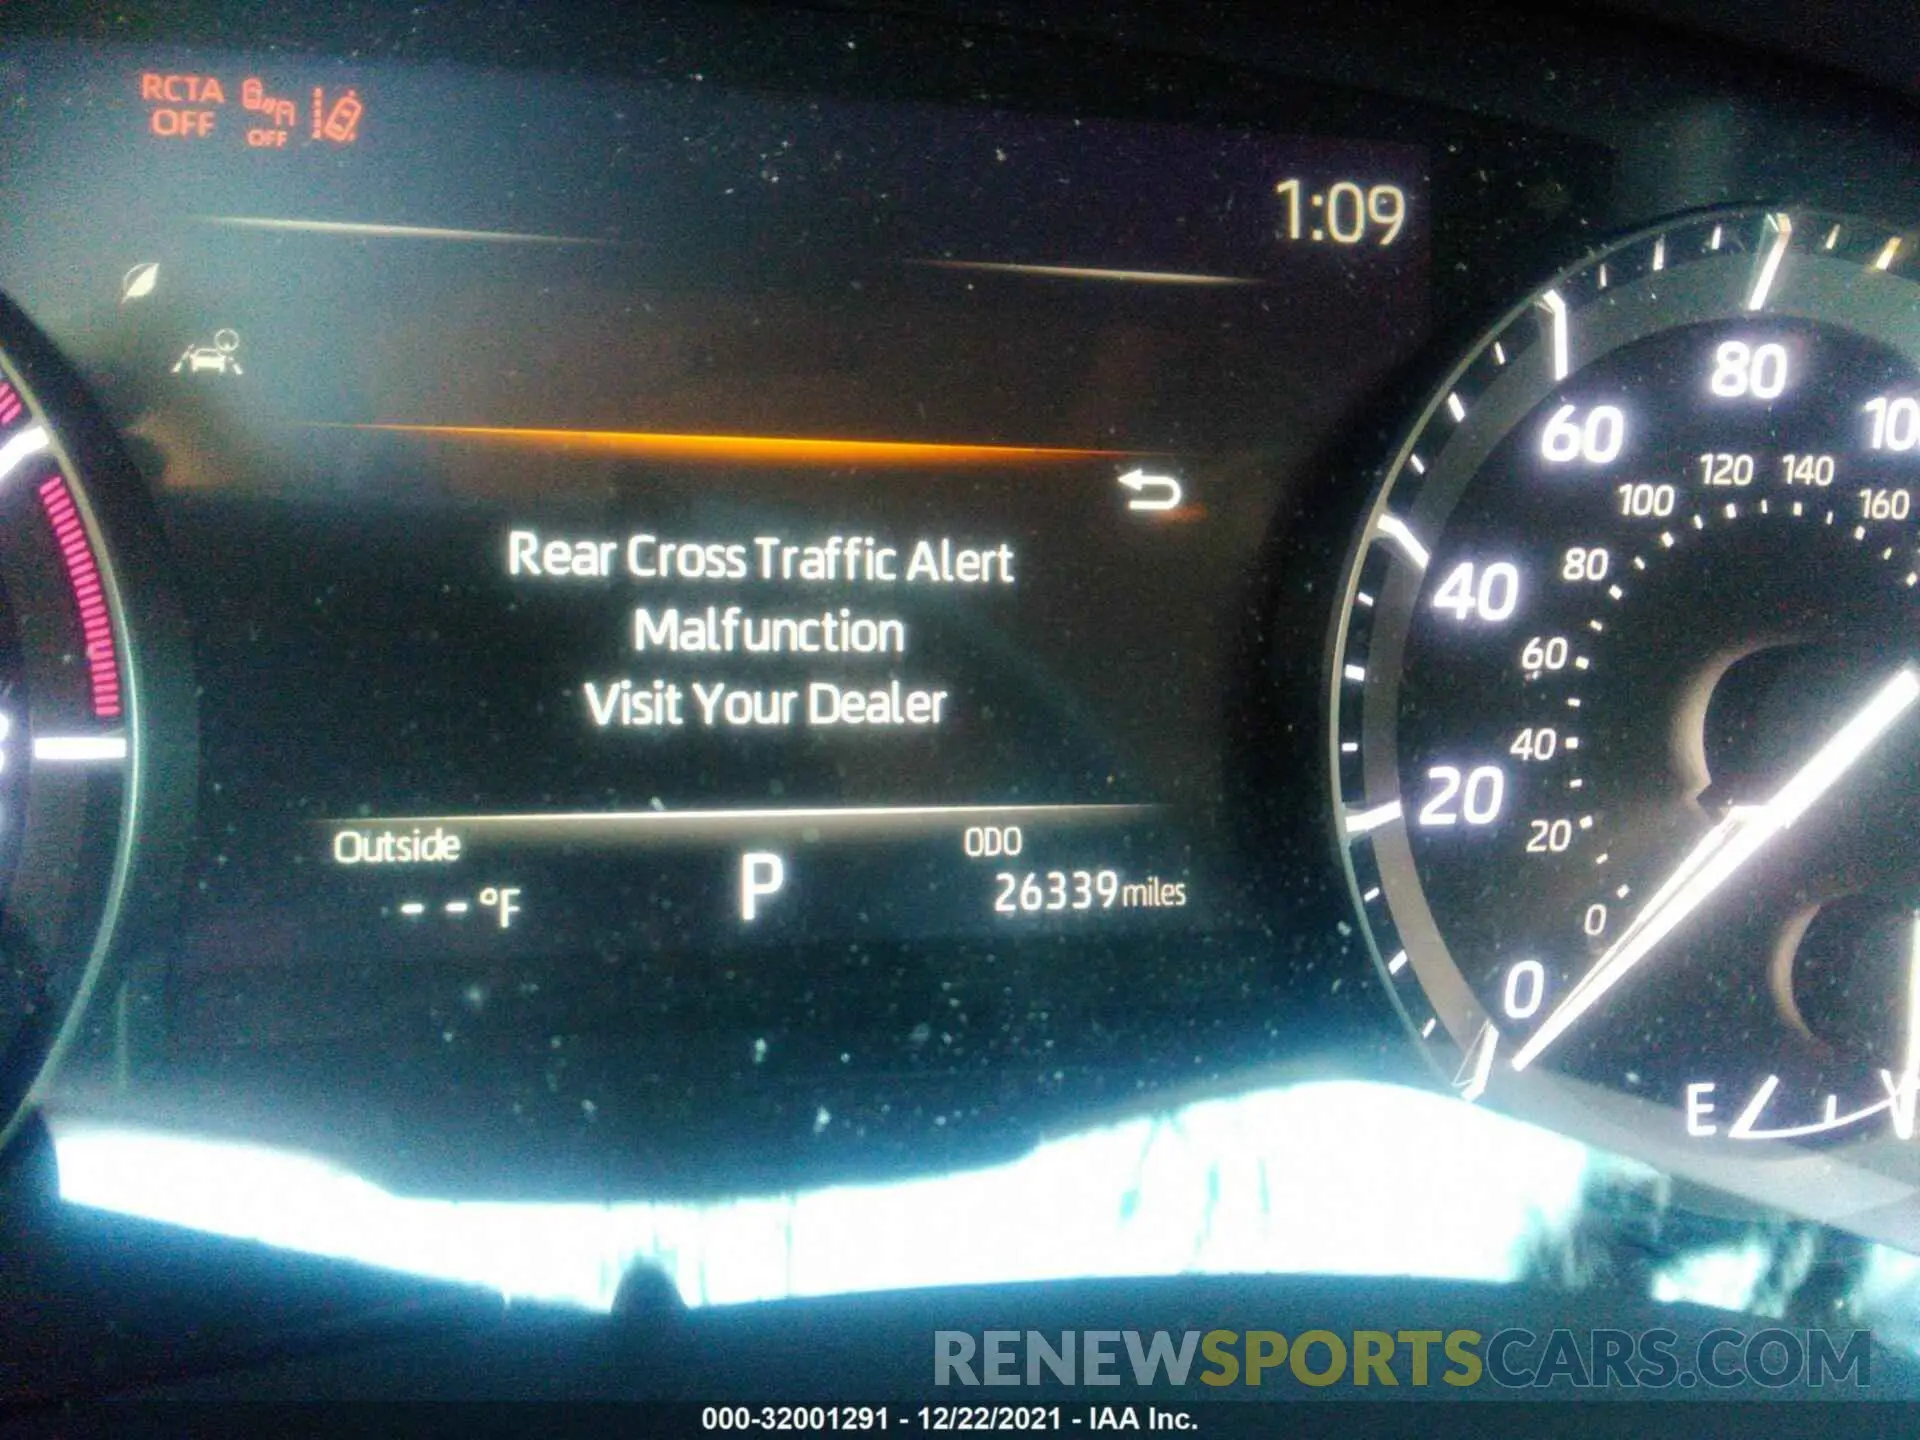 RCTA
OFF
OFF
1:09
Rear Cross Traffic Alert
Malfunction
Visit Your Dealer
Outside
- - °F
P
ODO
26339 miles
80
60
40
20
0
120
140
100
160
80
60
40
20
0
E
RENEWSPORTSCARS.COM
000-32001291 - 12/22/2021 - IAA Inc.